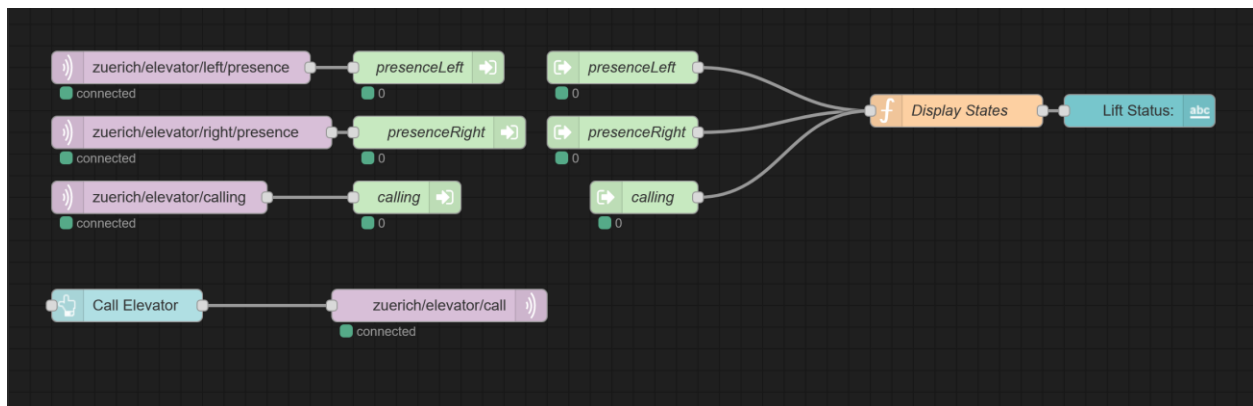 zuerich/elevator/left/presence presenceLeft presenceLeft
connected 0 0
Display States Lift Status: abc
zuerich/elevator/right/presence presenceRight presenceRight
connected 0 0
zuerich/elevator/calling calling calling
connected 0 0
Call Elevator zuerich/elevator/call
connected